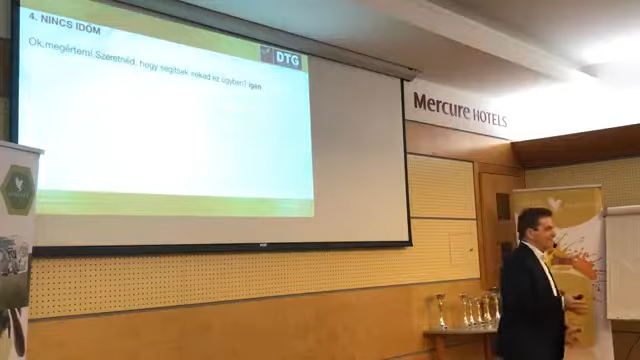 4. NINCS IDŐM
Ok,megértem! Szeretnéd, hogy segítsek neked ez ügyben? igen
DTG
Mercure HOTELS